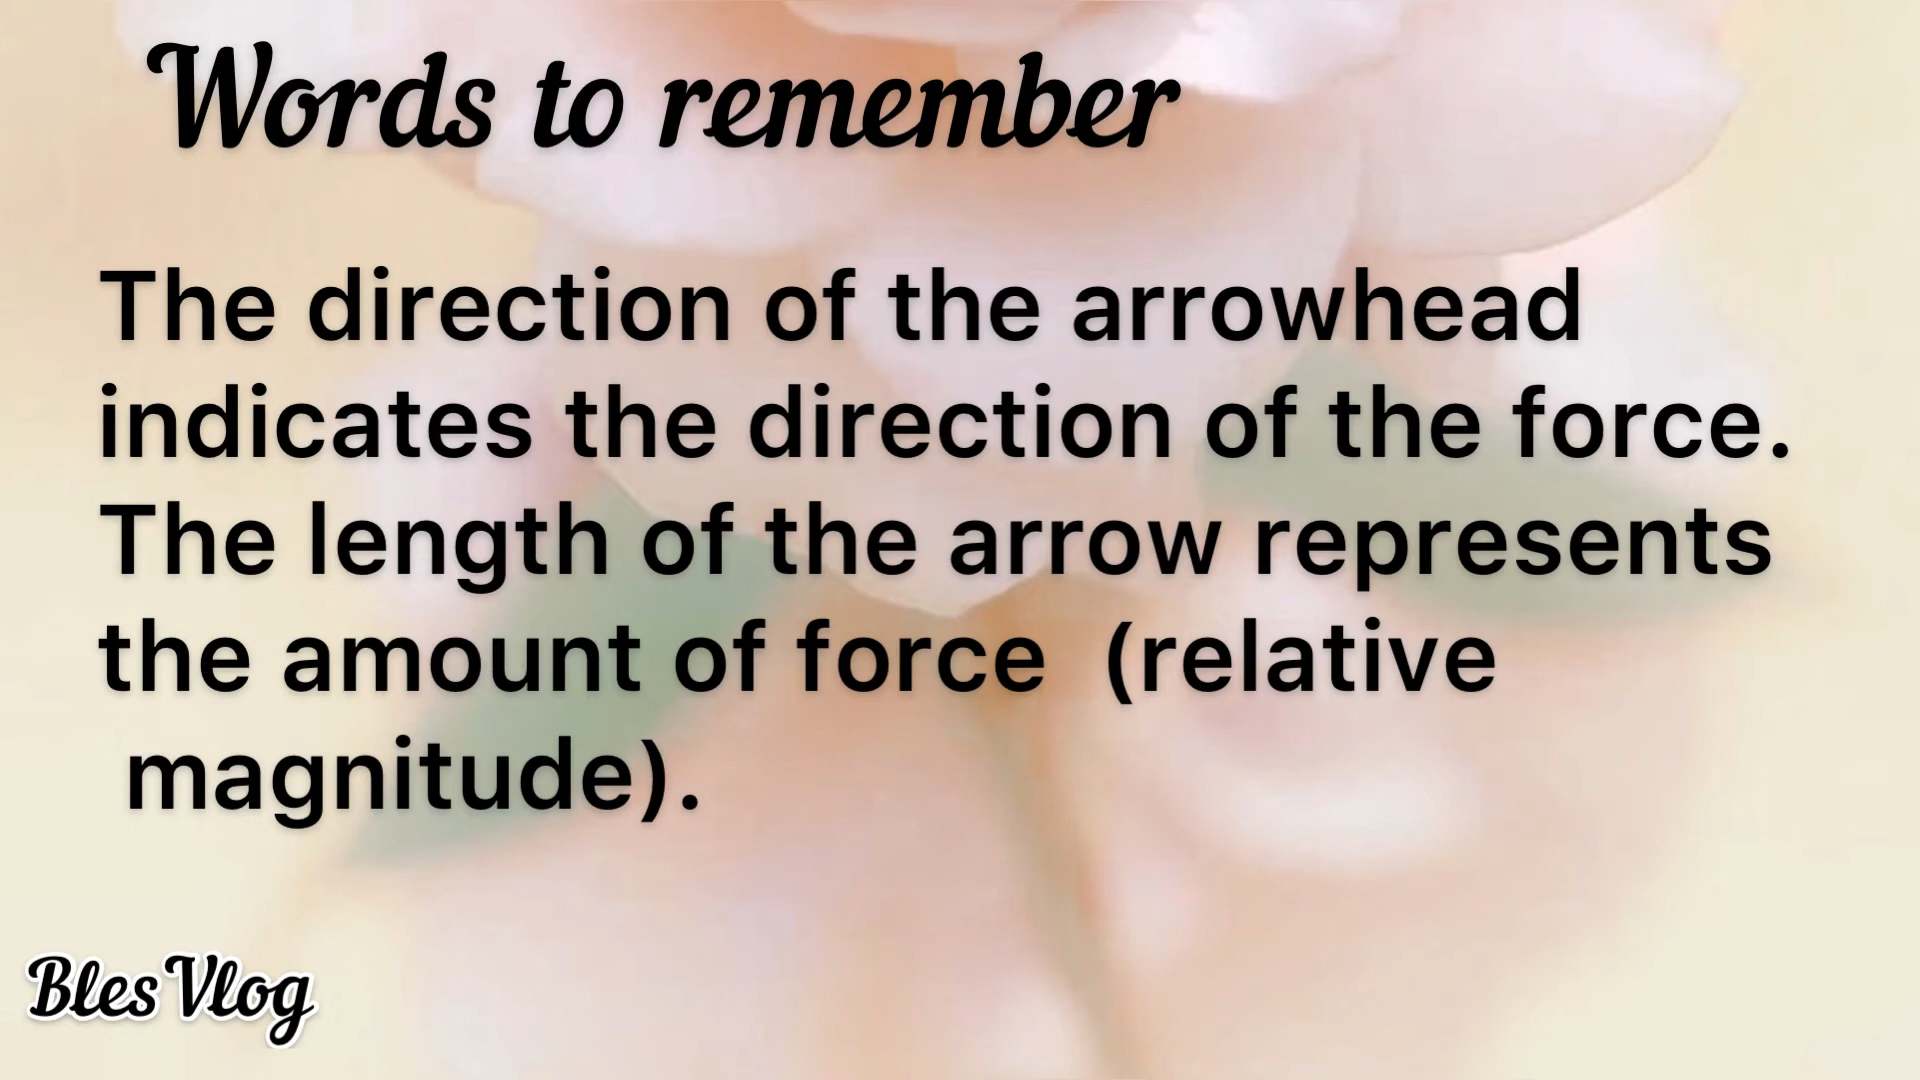 Words to remember
The direction of the arrowhead
indicates the direction of the force.
The length of the arrow represents
the amount of force (relative
magnitude).
Bles Vlog